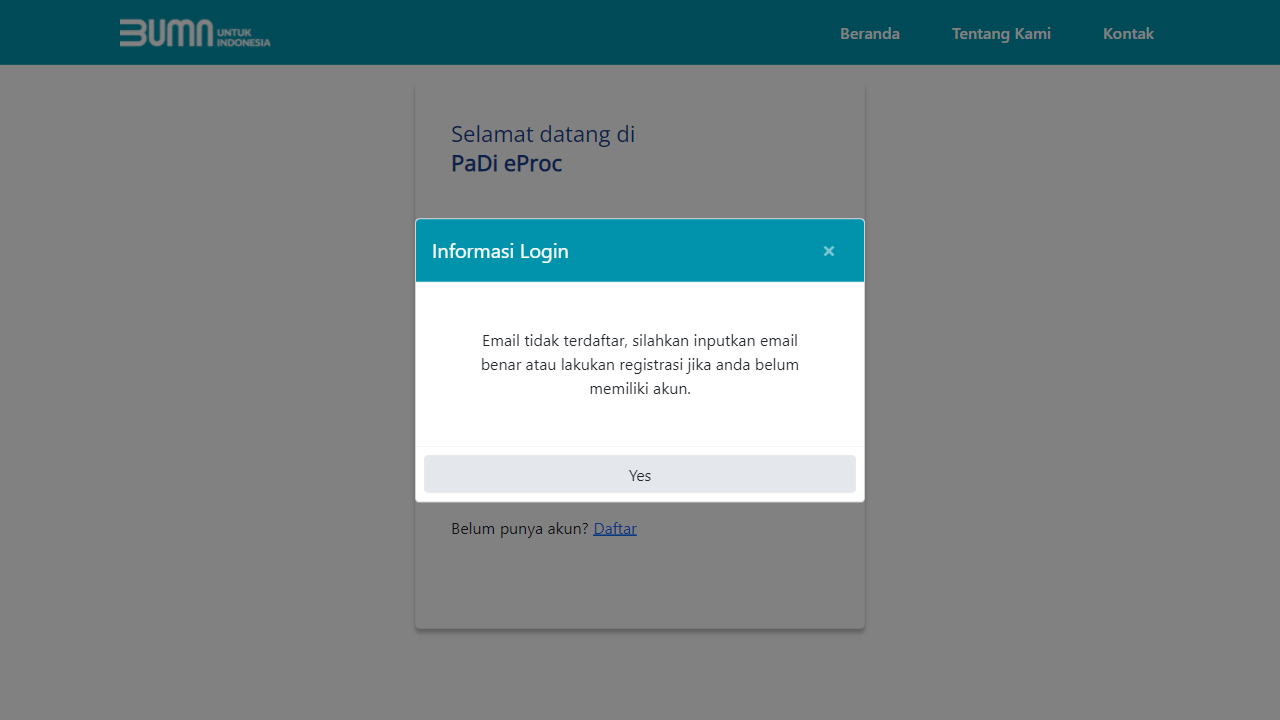 BUMN UNTUK
INDONESIA
Beranda
Tentang Kami
Kontak
Selamat datang di
PaDi eProc
Informasi Login
×
Email tidak terdaftar, silahkan inputkan email
benar atau lakukan registrasi jika anda belum
memiliki akun.
Yes
Belum punya akun? Daftar